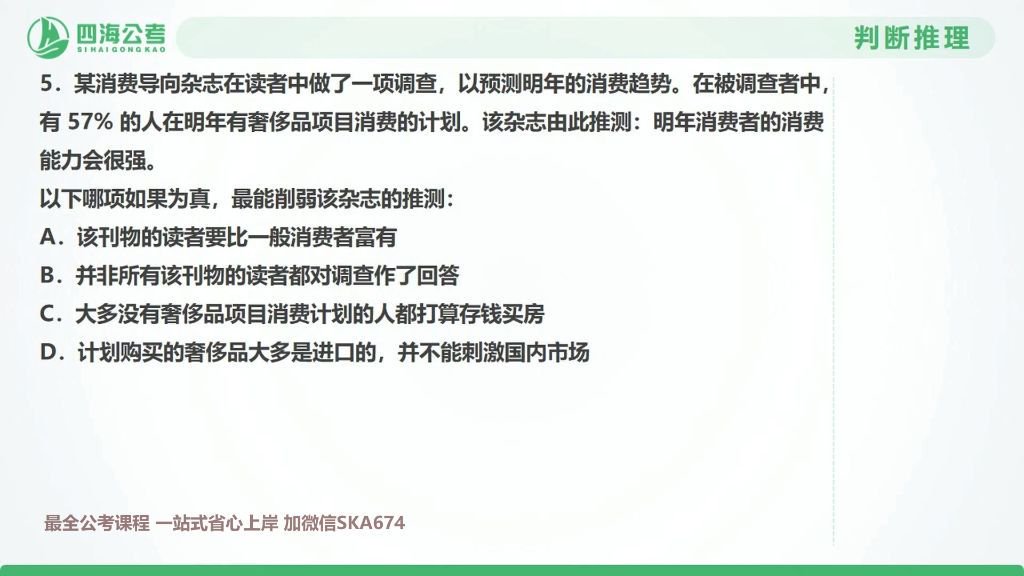 四海公考
SIHAIGONGKAO
判断推理
5. 某消费导向杂志在读者中做了一项调查，以预测明年的消费趋势。在被调查者中，
有 57% 的人在明年有奢侈品项目消费的计划。该杂志由此推测：明年消费者的消费
能力会很强。
以下哪项如果为真，最能削弱该杂志的推测：
A. 该刊物的读者要比一般消费者富有
B. 并非所有该刊物的读者都对调查作了回答
C. 大多没有奢侈品项目消费计划的人都打算存钱买房
D. 计划购买的奢侈品大多是进口的，并不能刺激国内市场
最全公考课程 一站式省心上岸 加微信SKA674